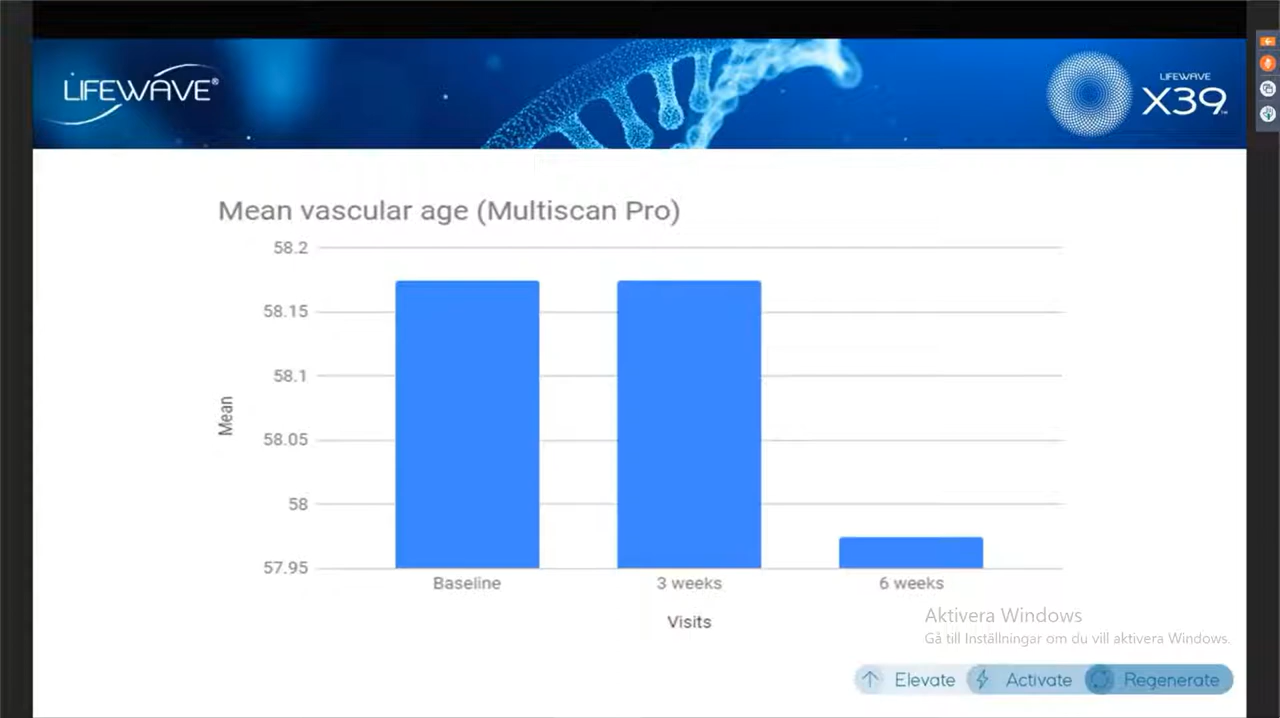 LIFEWAVE®
LIFEWAVE
X39™
Mean vascular age (Multiscan Pro)
58.2
58.15
58.1
58.05
58
57.95
Mean
Baseline
3 weeks
6 weeks
Visits
Aktivera Windows
Gå till Inställningar om du vill aktivera Windows.
Elevate
Activate
Regenerate